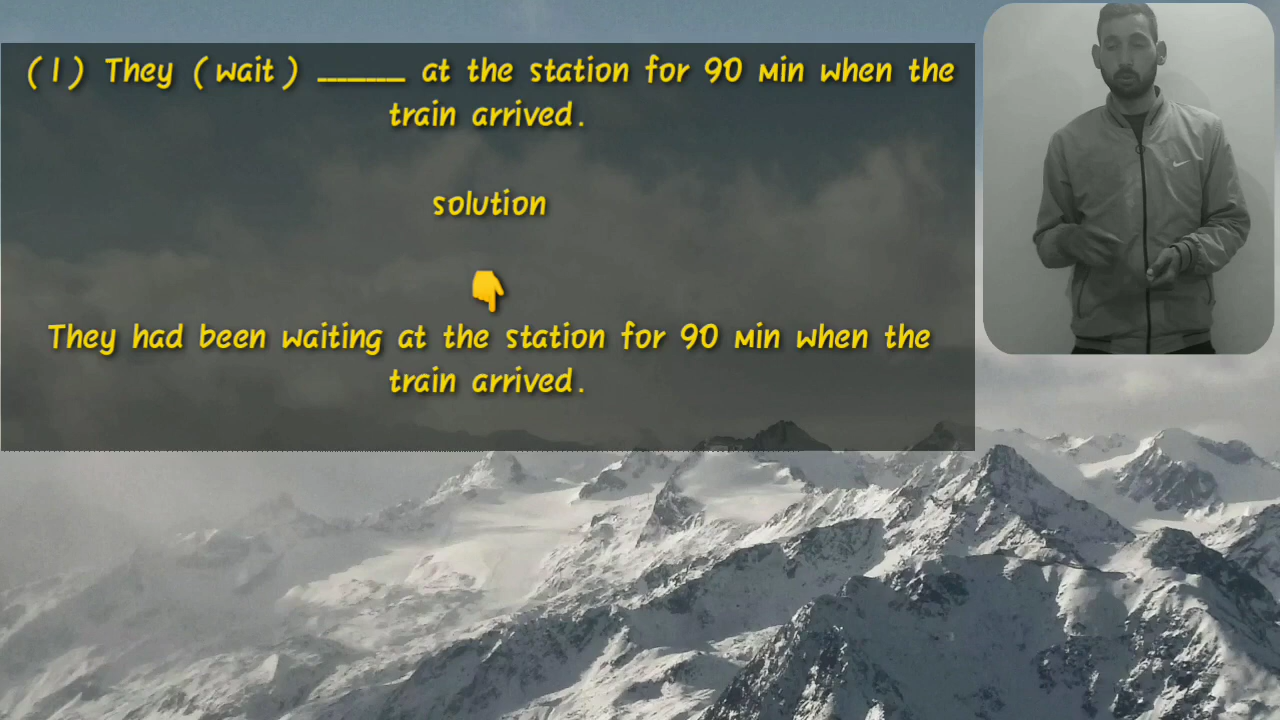 (1) They (wait) ________ at the station for 90 Min when the
train arrived.
solution
They had been waiting at the station for 90 Min when the
train arrived.